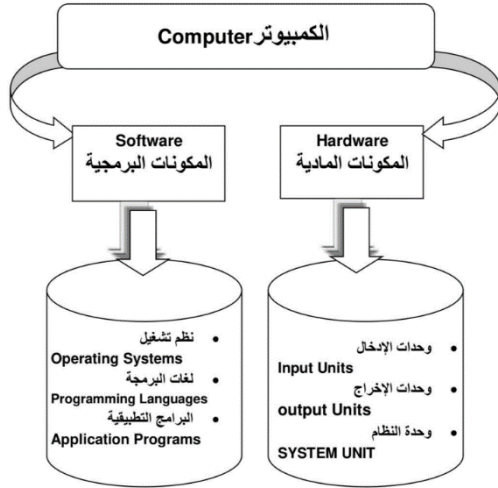 الكمبيوتر Computer
Hardware
المكونات المادية
Software
المكونات البرمجية
• وحدات الإدخال
Input Units
• وحدات الإخراج
output Units
• وحدة النظام
SYSTEM UNIT
• نظم تشغيل
Operating Systems
• لغات البرمجة
Programming Languages
• البرامج التطبيقية
Application Programs